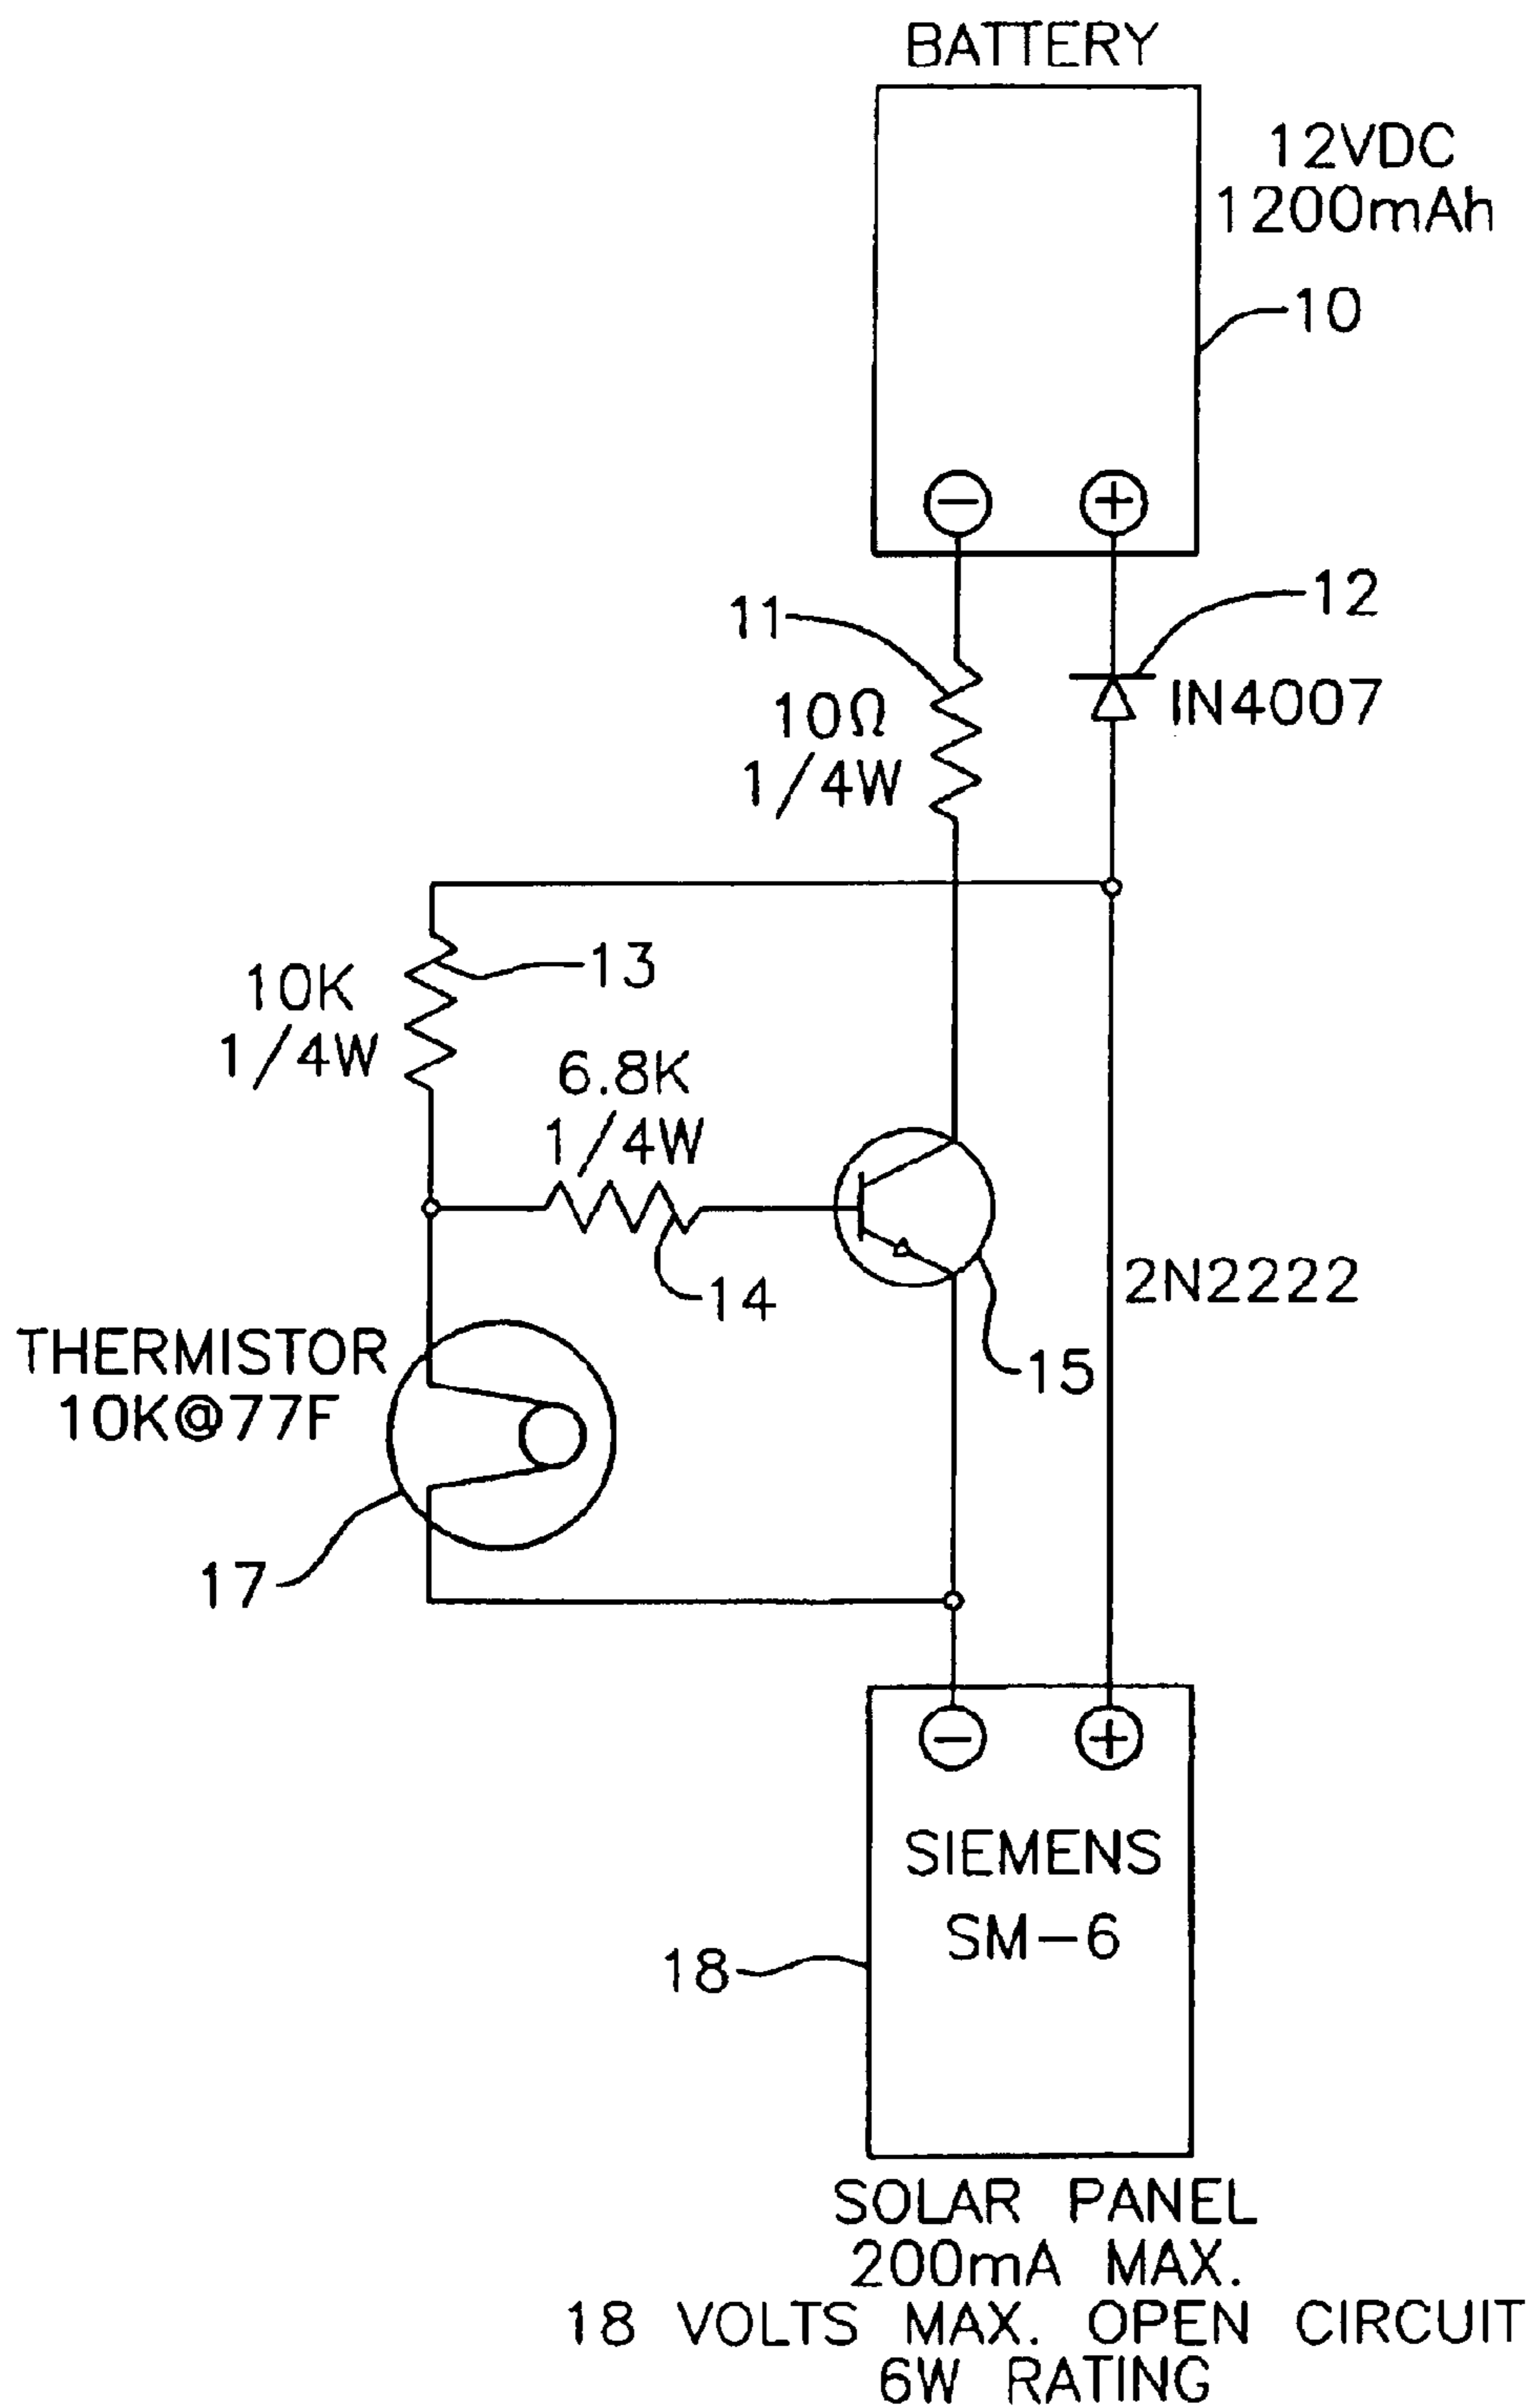 BATTERY
12VDC
1200mAh
10
12
11
IN4007
10Ω
1/4W
13
10K
1/4W
6.8K
1/4W
14
2N2222
15
THERMISTOR
10K@77F
17
− +
− +
SIEMENS
SM-6
18
SOLAR PANEL
200mA MAX.
18 VOLTS MAX. OPEN CIRCUIT
6W RATING